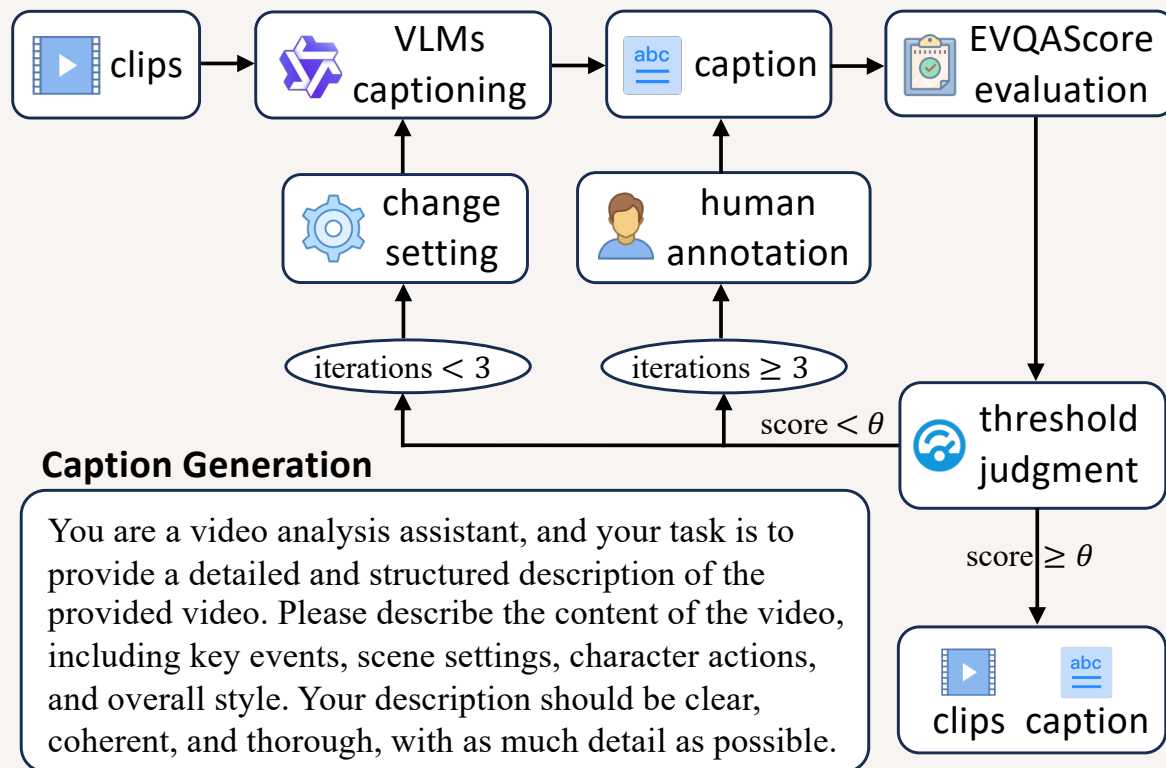 clips
VLMs
captioning
abc
caption
EVQAScore
evaluation
change
setting
human
annotation
iterations < 3
iterations ≥ 3
score < θ
threshold
judgment
score ≥ θ
abc
clips
caption
Caption Generation
You are a video analysis assistant, and your task is to
provide a detailed and structured description of the
provided video. Please describe the content of the video,
including key events, scene settings, character actions,
and overall style. Your description should be clear,
coherent, and thorough, with as much detail as possible.